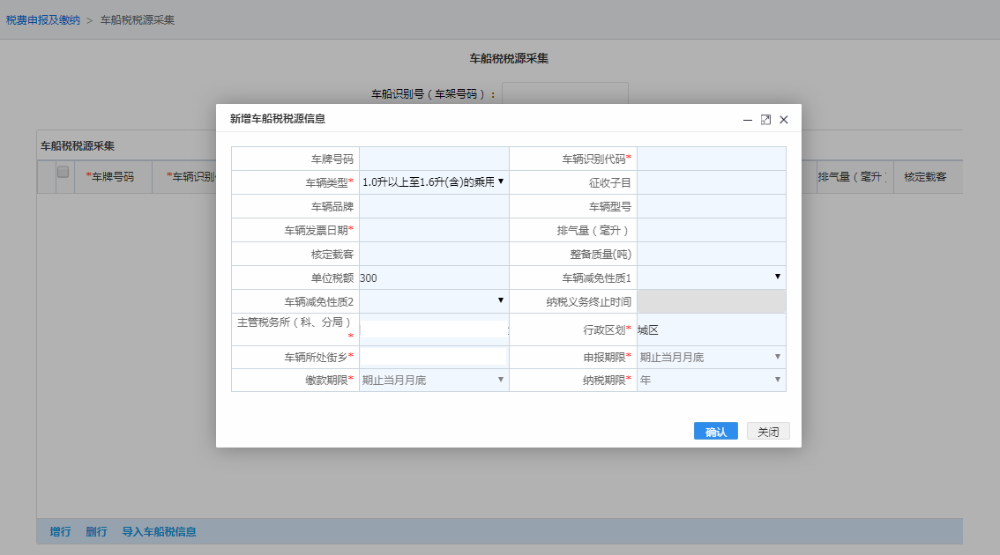 税费申报及缴纳 > 车船税税源采集
车船税税源采集
车船识别号（车架号码）：
新增车船税税源信息
车船税税源采集
*车牌号码
*车辆识别
排气量（毫升
核定载客
车牌号码
车辆识别代码*
车辆类型* 1.0升以上至1.6升(含)的乘用
征收子目
车辆品牌
车辆型号
车辆发票日期*
排气量（毫升）
核定载客
整备质量(吨)
单位税额 300
车辆减免性质1
车辆减免性质2
纳税义务终止时间
主管税务所（科、分局）
*
行政区划* 城区
车辆所处街乡*
申报期限* 期止当月月底
缴款期限* 期止当月月底
纳税期限* 年
确认
关闭
增行 删行 导入车船税信息